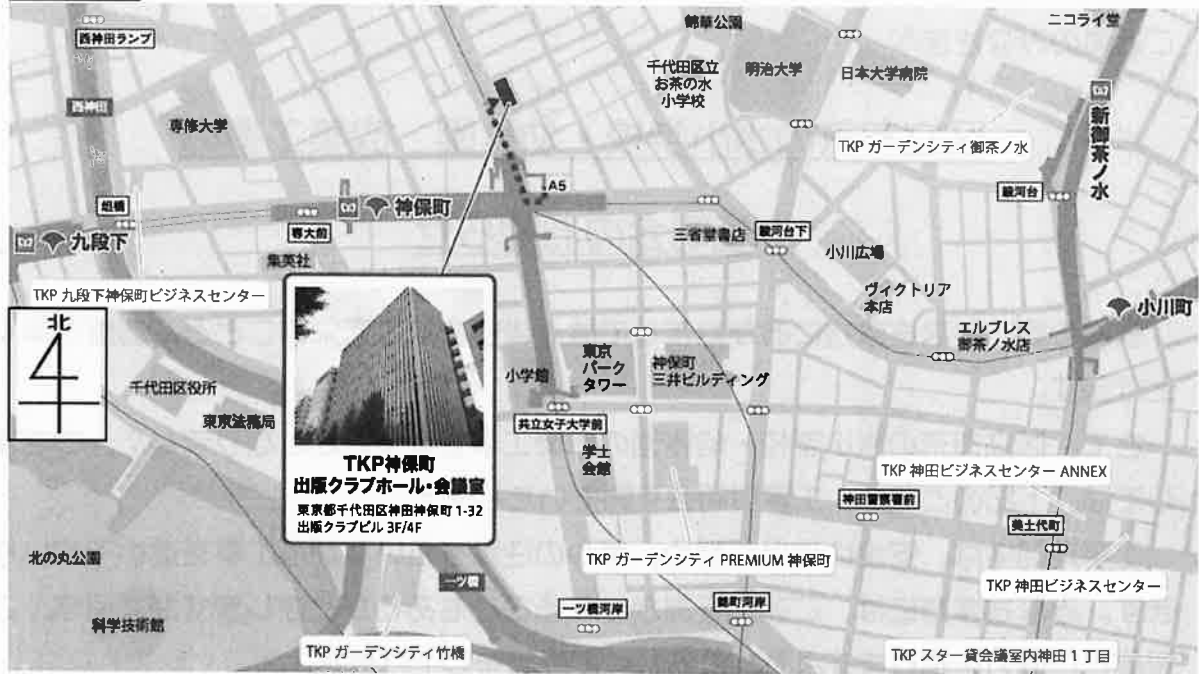 ニコライ堂
錦華公園
西神田ランプ
千代田区立
お茶の水
小学校
明治大学
日本大学病院
西神田
専修大学
TKP ガーデンシティ御茶ノ水
新御茶ノ水
A5
駿河台
俎橋
神保町
専大前
九段下
三省堂書店
駿河台下
小川広場
集英社
TKP 九段下神保町ビジネスセンター
ヴィクトリア
本店
小川町
北
エルブレス
御茶ノ水店
小学館
東京
パーク
タワー
神保町
三井ビルディング
千代田区役所
東京法務局
共立女子大学前
学士
会館
TKP神保町
出版クラブホール・会議室
東京都千代田区神田神保町 1-32
出版クラブビル 3F/4F
TKP 神田ビジネスセンター ANNEX
神田警察署前
美土代町
北の丸公園
TKP ガーデンシティ PREMIUM 神保町
一ツ橋
TKP 神田ビジネスセンター
一ツ橋河岸
錦町河岸
科学技術館
TKP ガーデンシティ竹橋
TKP スター貸会議室内神田 1 丁目